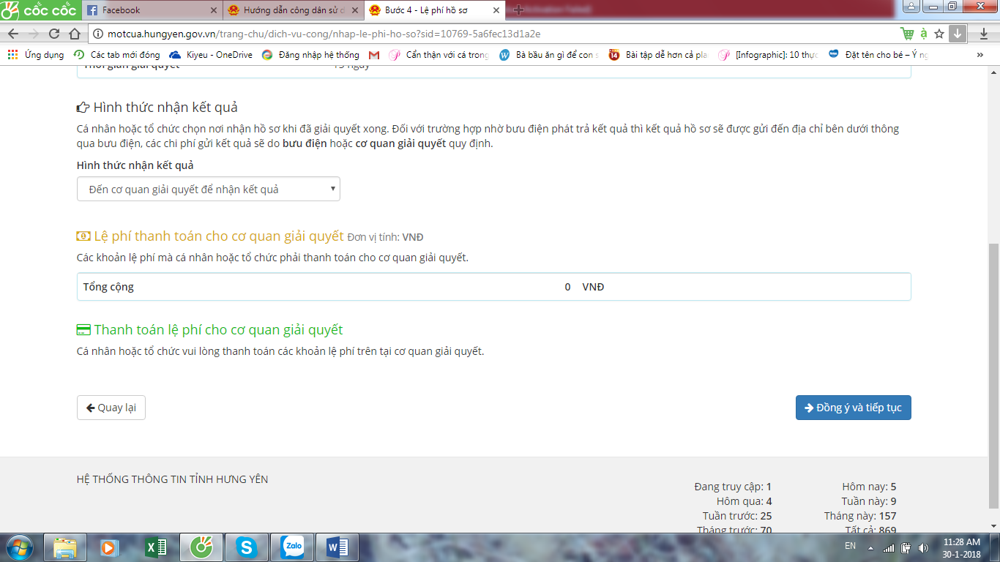 cốc cốc
Facebook
Hướng dẫn công dân sử d
Bước 4 - Lệ phí hồ sơ
motcua.hungyen.gov.vn/trang-chu/dich-vu-cong/nhap-le-phi-ho-so?sid=10769-5a6fec13d1a2e
Ứng dụng
Các tab mới đóng
Kiyeu - OneDrive
Đăng nhập hệ thống
Cẩn thận với cá trong
Bà bầu ăn gì để con s
Bài tập dễ hơn cả pla
[Infographic]: 10 thực
Đặt tên cho bé – Ý ng
»
Thời gian giải quyết 15 ngày
Hình thức nhận kết quả
Cá nhân hoặc tổ chức chọn nơi nhận hồ sơ khi đã giải quyết xong. Đối với trường hợp nhờ bưu điện phát trả kết quả thì kết quả hồ sơ sẽ được gửi đến địa chỉ bên dưới thông
qua bưu điện, các chi phí gửi kết quả sẽ do bưu điện hoặc cơ quan giải quyết quy định.
Hình thức nhận kết quả
Đến cơ quan giải quyết để nhận kết quả
Lệ phí thanh toán cho cơ quan giải quyết Đơn vị tính: VNĐ
Các khoản lệ phí mà cá nhân hoặc tổ chức phải thanh toán cho cơ quan giải quyết.
Tổng cộng 0 VNĐ
Thanh toán lệ phí cho cơ quan giải quyết
Cá nhân hoặc tổ chức vui lòng thanh toán các khoản lệ phí trên tại cơ quan giải quyết.
Quay lại
Đồng ý và tiếp tục
HỆ THỐNG THÔNG TIN TỈNH HƯNG YÊN
Đang truy cập: 1 Hôm nay: 5
Hôm qua: 4 Tuần này: 9
Tuần trước: 25 Tháng này: 157
Tháng trước: 70 Tất cả: 869
Zalo
EN
11:28 AM
30-1-2018